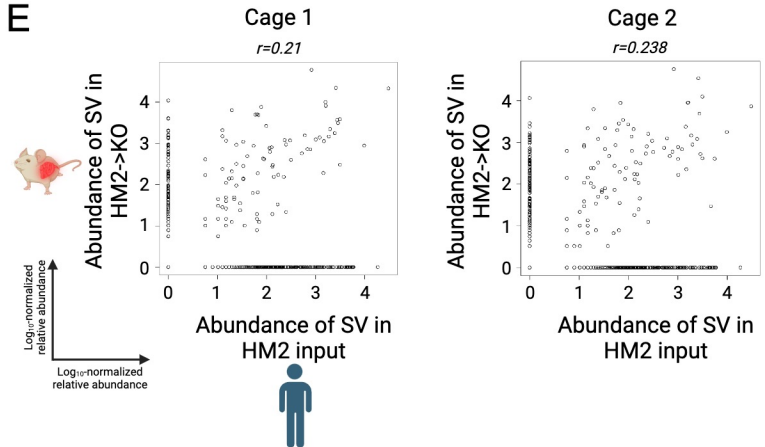 E
Cage 1
r=0.21
Abundance of SV in
HM2->KO
4
3
2
1
0
0 1 2 3 4
Abundance of SV in
HM2 input
Cage 2
r=0.238
Abundance of SV in
HM2->KO
4
3
2
1
0
0 1 2 3 4
Abundance of SV in
HM2 input
Log₁₀-normalized
relative abundance
Log₁₀-normalized
relative abundance